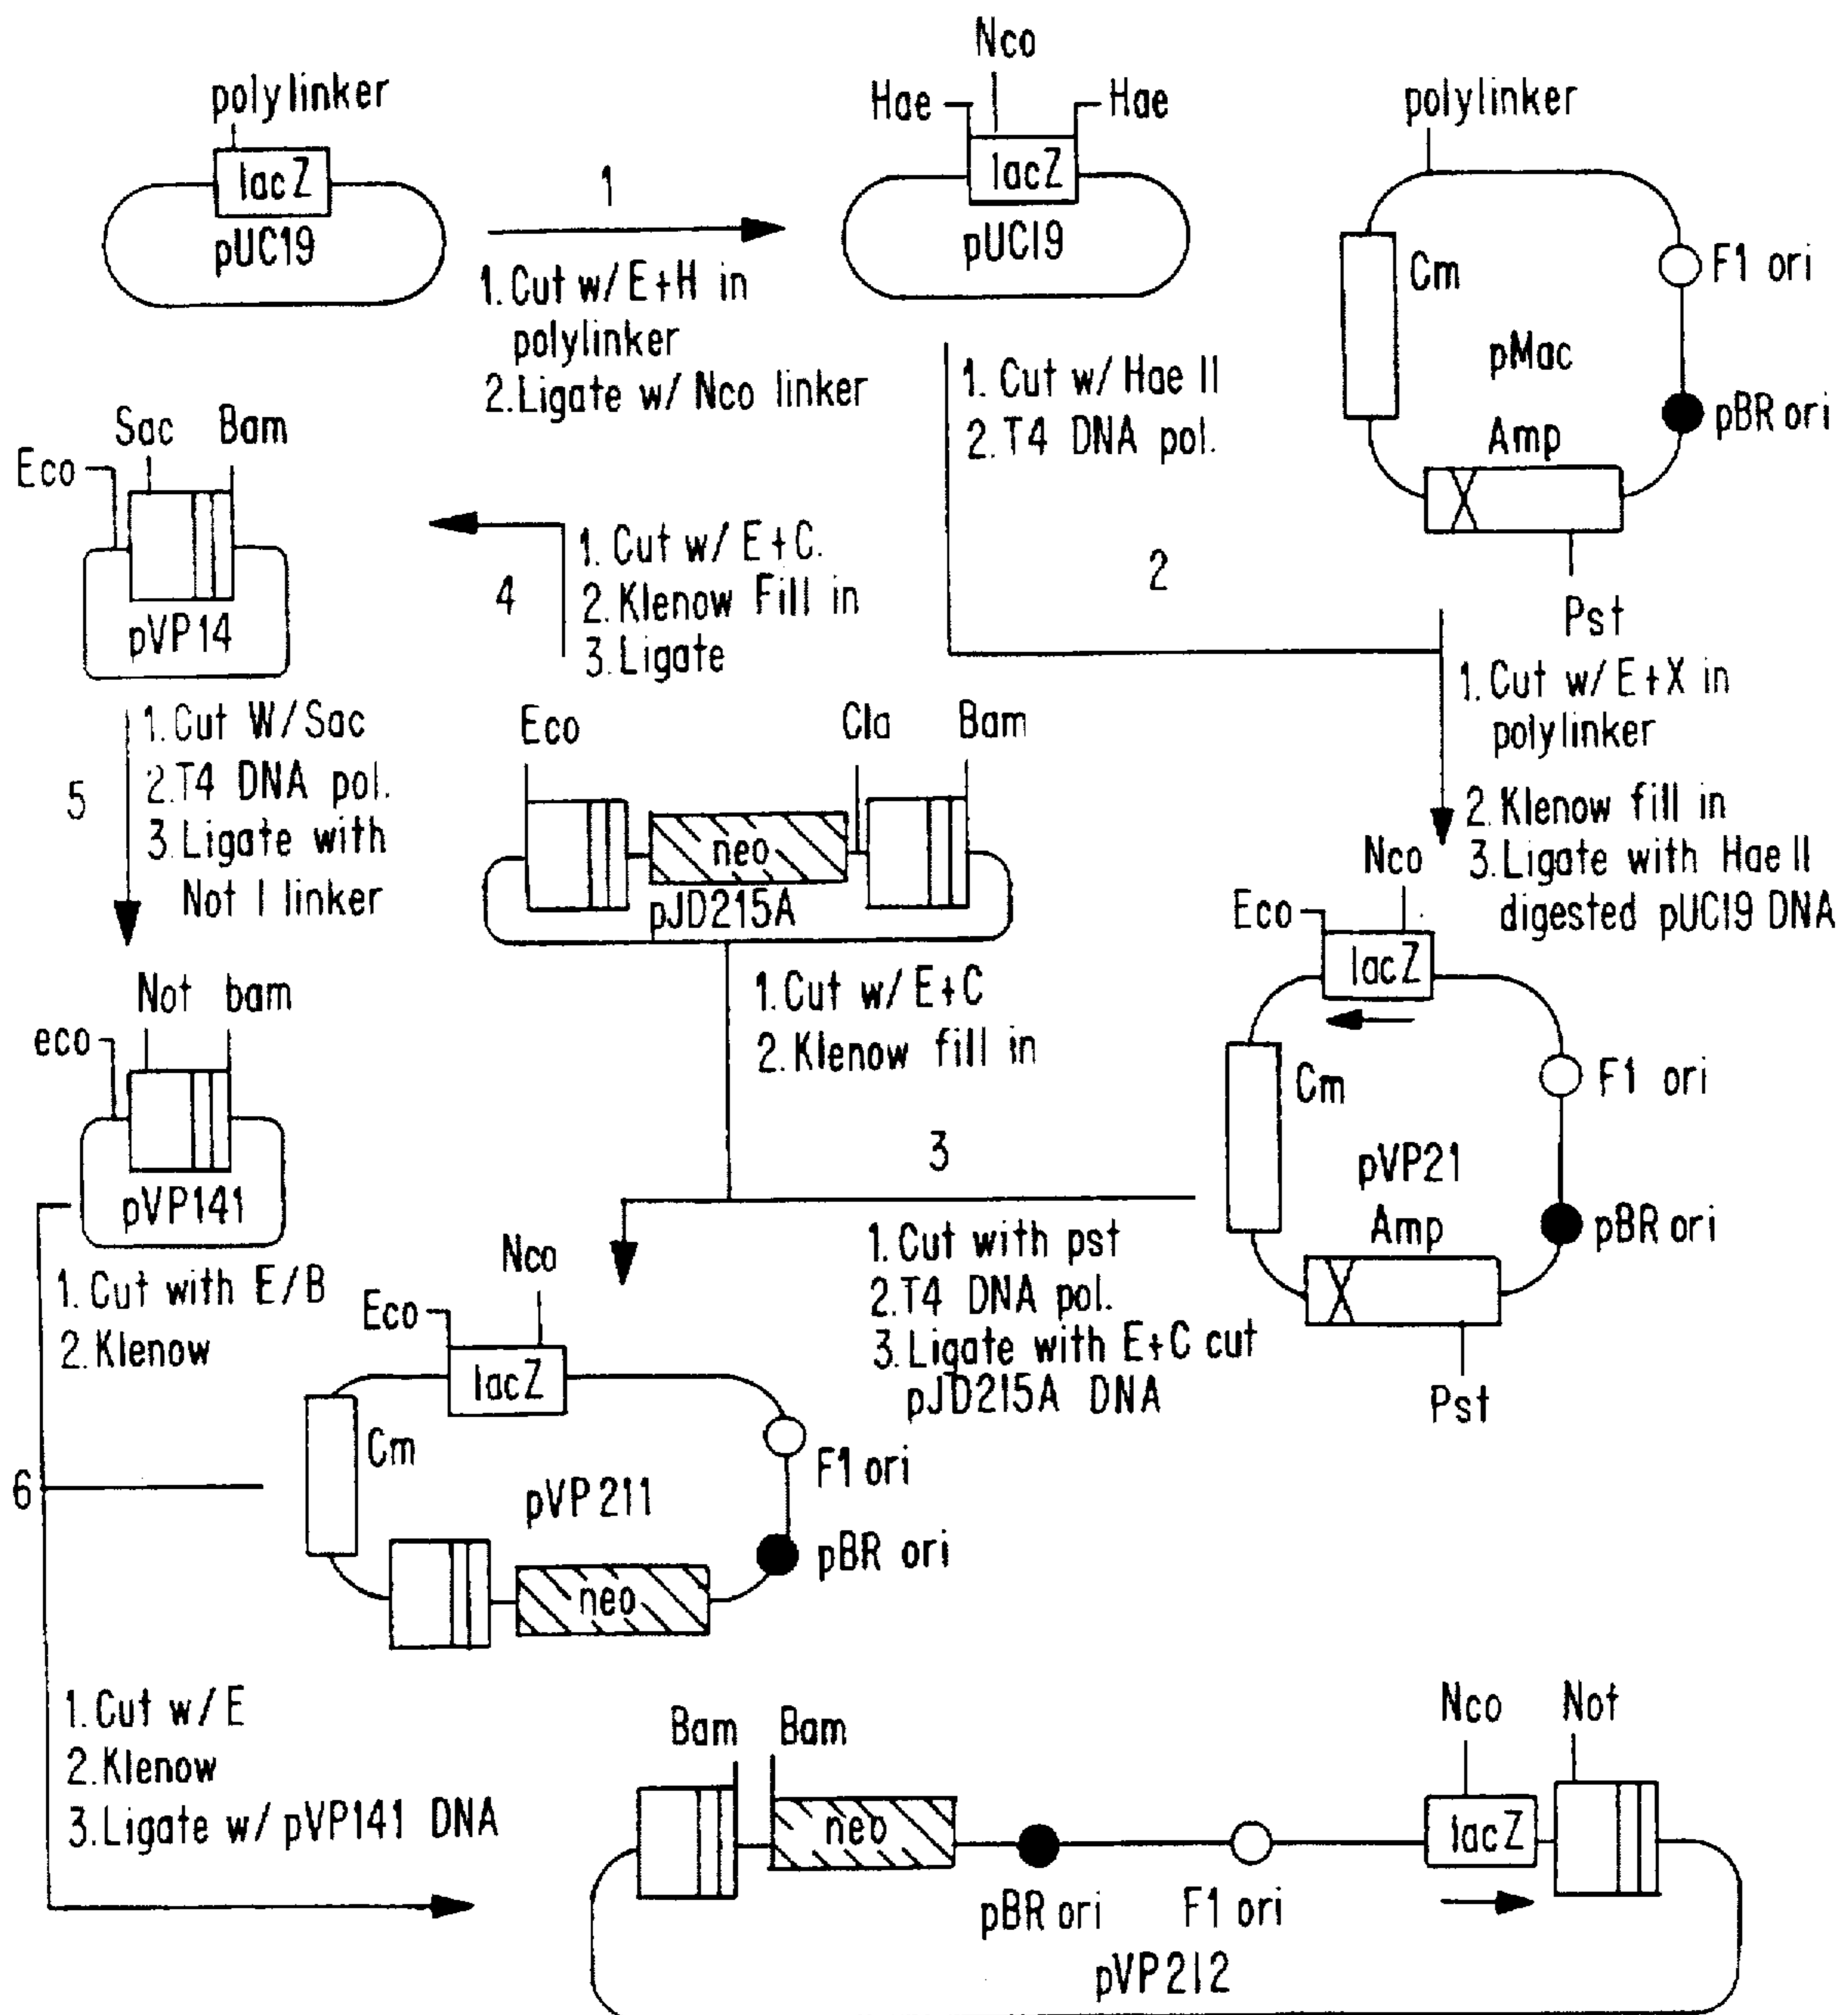 polylinker
lacZ
pUC19
1
1. Cut w/ E+H in
polylinker
2. Ligate w/ Nco linker
Nco
Hae
Hae
lacZ
pUC19
polylinker
Cm
F1 ori
pMac
pBR ori
Amp
Pst
1. Cut w/ Hae II
2. T4 DNA pol.
2
1. Cut w/ E+X in
polylinker
2. Klenow fill in
3. Ligate with Hae II
digested pUC19 DNA
Sac
Bam
Eco
pVP14
4
1. Cut w/ E+C.
2. Klenow Fill in
3. Ligate
5
1. Cut W/ Sac
2. T4 DNA pol.
3. Ligate with
Not I linker
Eco
Cla
Bam
neo
pJD215A
1. Cut w/ E+C
2. Klenow fill in
Nco
Eco
lacZ
Cm
F1 ori
pVP21
pBR ori
Amp
Pst
Not
bam
eco
pVP141
3
1. Cut with pst
2. T4 DNA pol.
3. Ligate with E+C cut
pJD215A DNA
1. Cut with E/B
2. Klenow
Nco
Eco
lacZ
Cm
F1 ori
pVP211
pBR ori
neo
6
1. Cut w/ E
2. Klenow
3. Ligate w/ pVP141 DNA
Bam
Bam
neo
pBR ori
F1 ori
Nco
Not
lacZ
pVP212